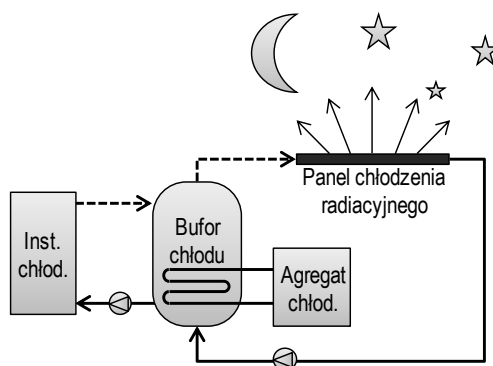 Panel chłodzenia
radiacyjnego
Bufor
chłodu
Inst.
chłod.
Agregat
chłod.